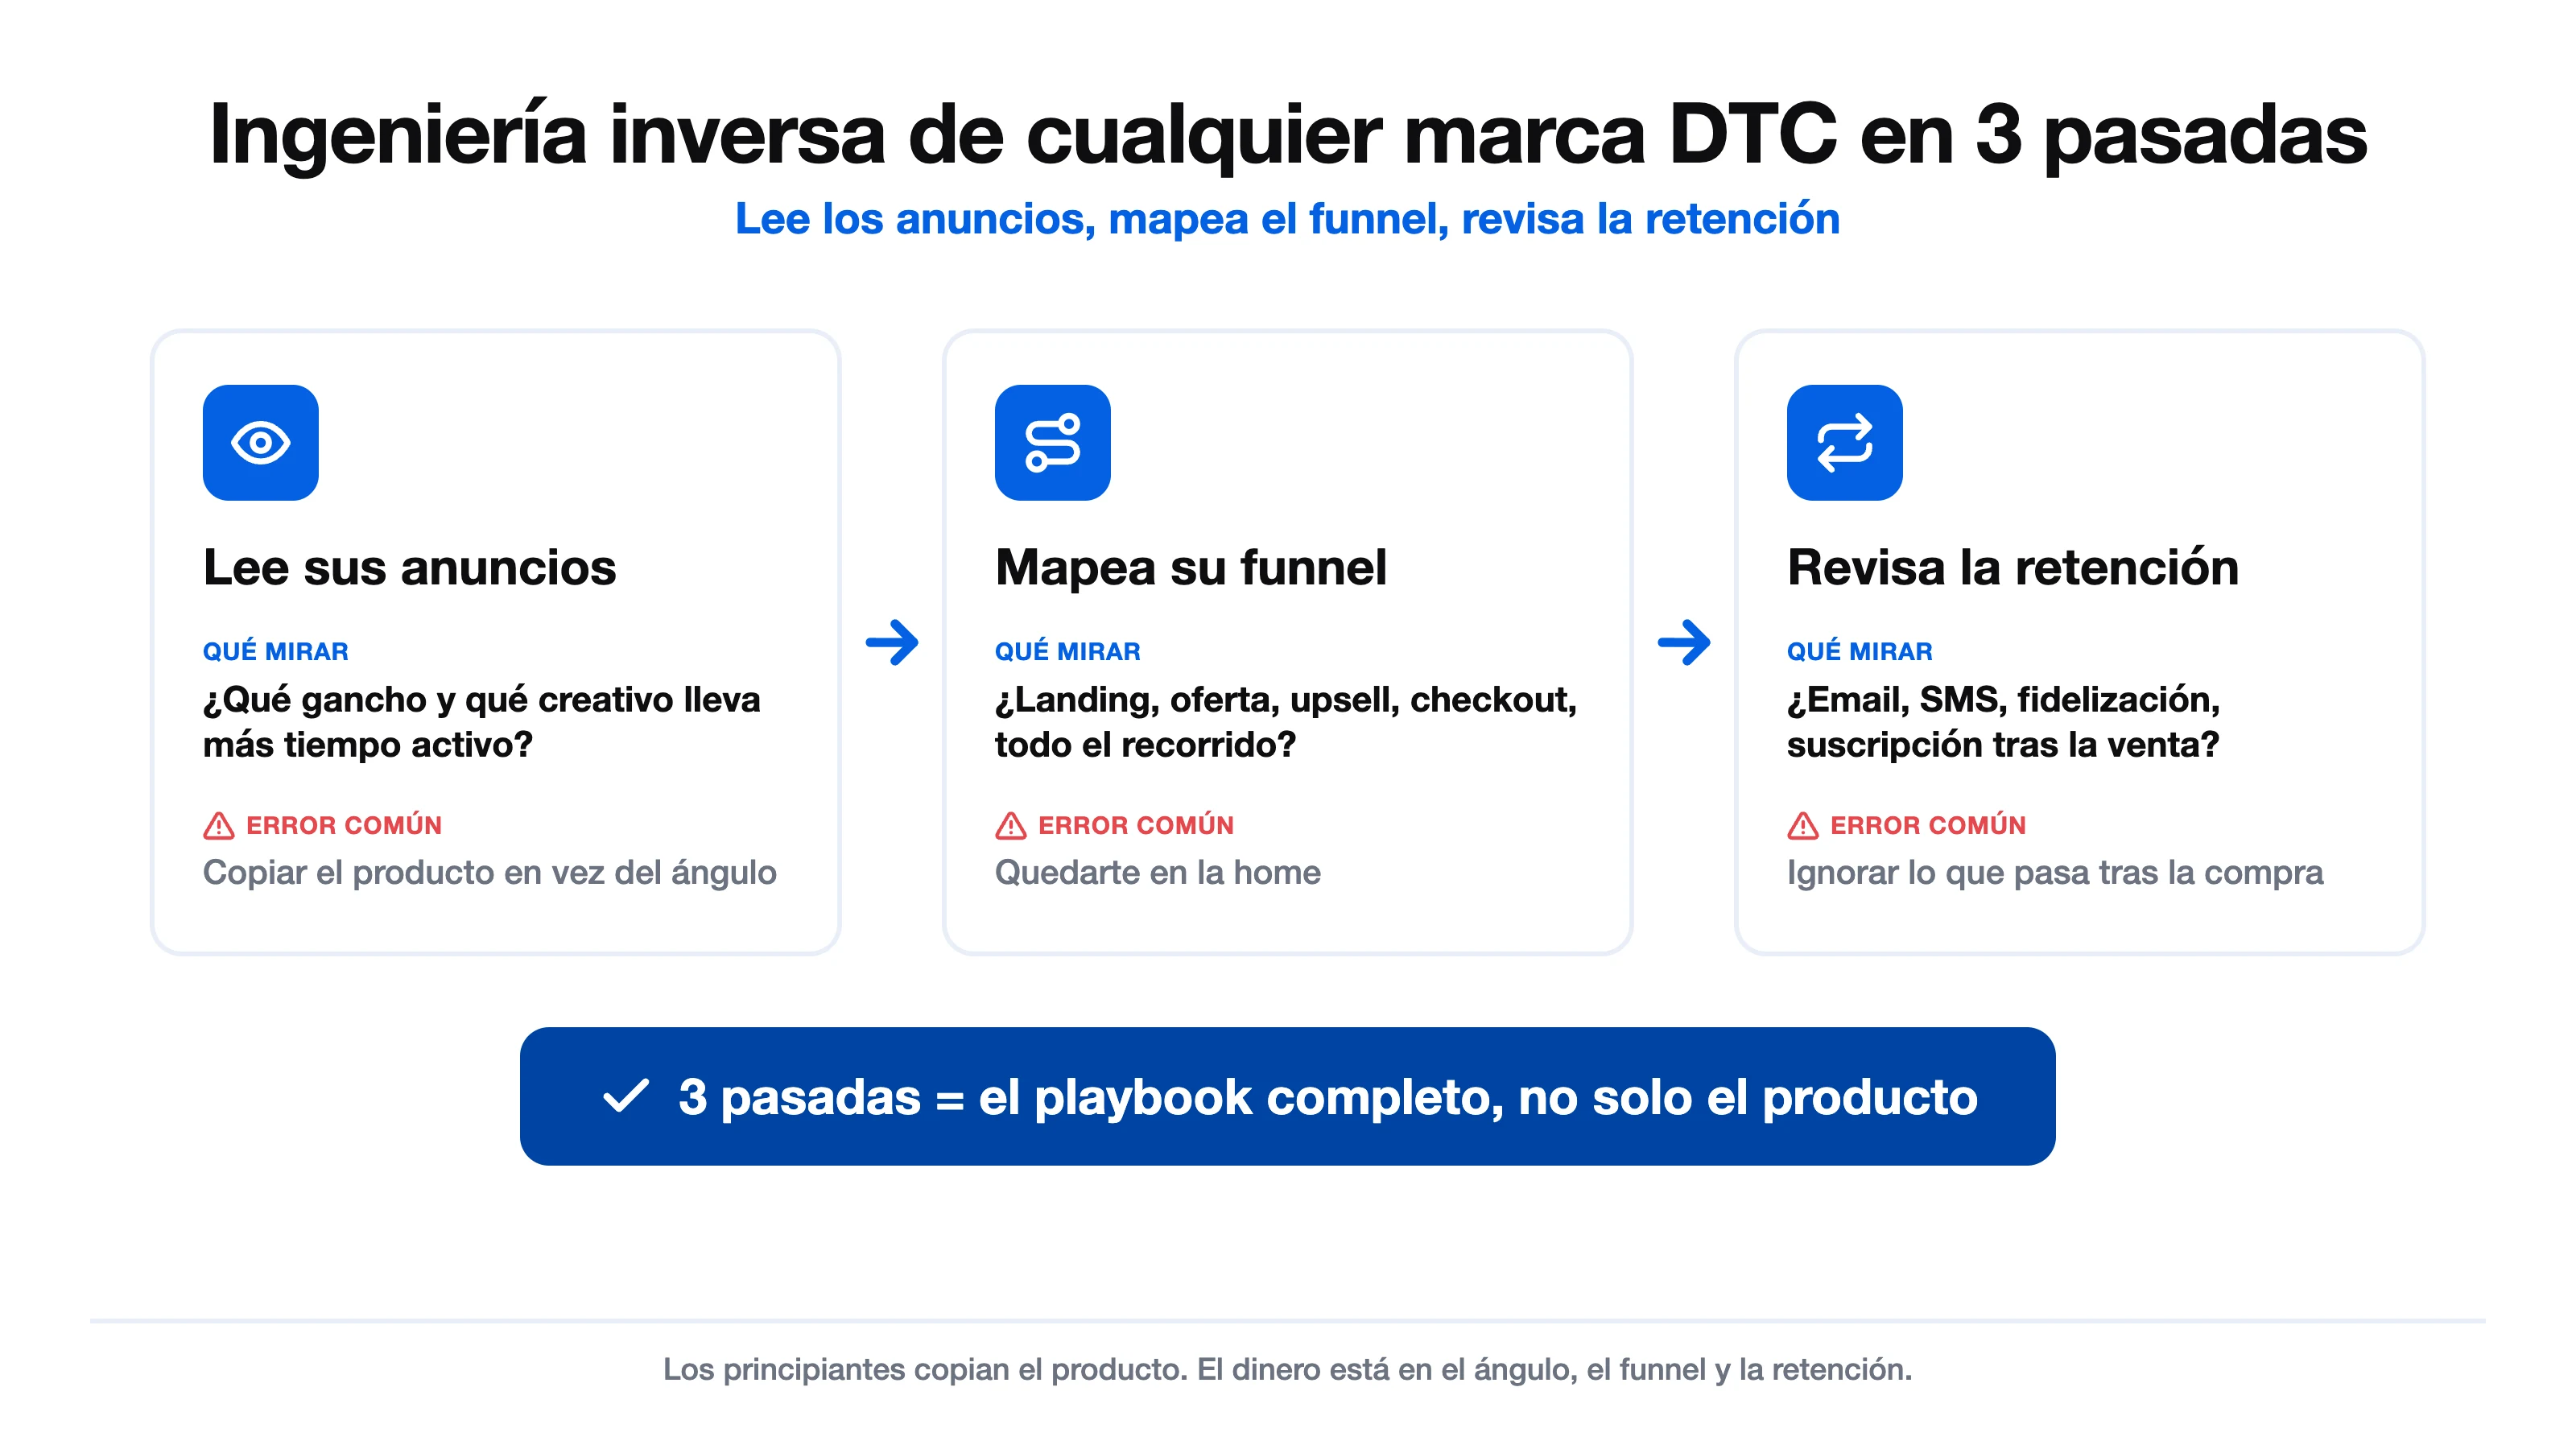 Ingeniería inversa de cualquier marca DTC en 3 pasadas
Lee los anuncios, mapea el funnel, revisa la retención
Lee sus anuncios
QUÉ MIRAR
¿Qué gancho y qué creativo lleva
más tiempo activo?
ERROR COMÚN
Copiar el producto en vez del ángulo
Mapea su funnel
QUÉ MIRAR
¿Landing, oferta, upsell, checkout,
todo el recorrido?
ERROR COMÚN
Quedarte en la home
Revisa la retención
QUÉ MIRAR
¿Email, SMS, fidelización,
suscripción tras la venta?
ERROR COMÚN
Ignorar lo que pasa tras la compra
3 pasadas = el playbook completo, no solo el producto
Los principiantes copian el producto. El dinero está en el ángulo, el funnel y la retención.